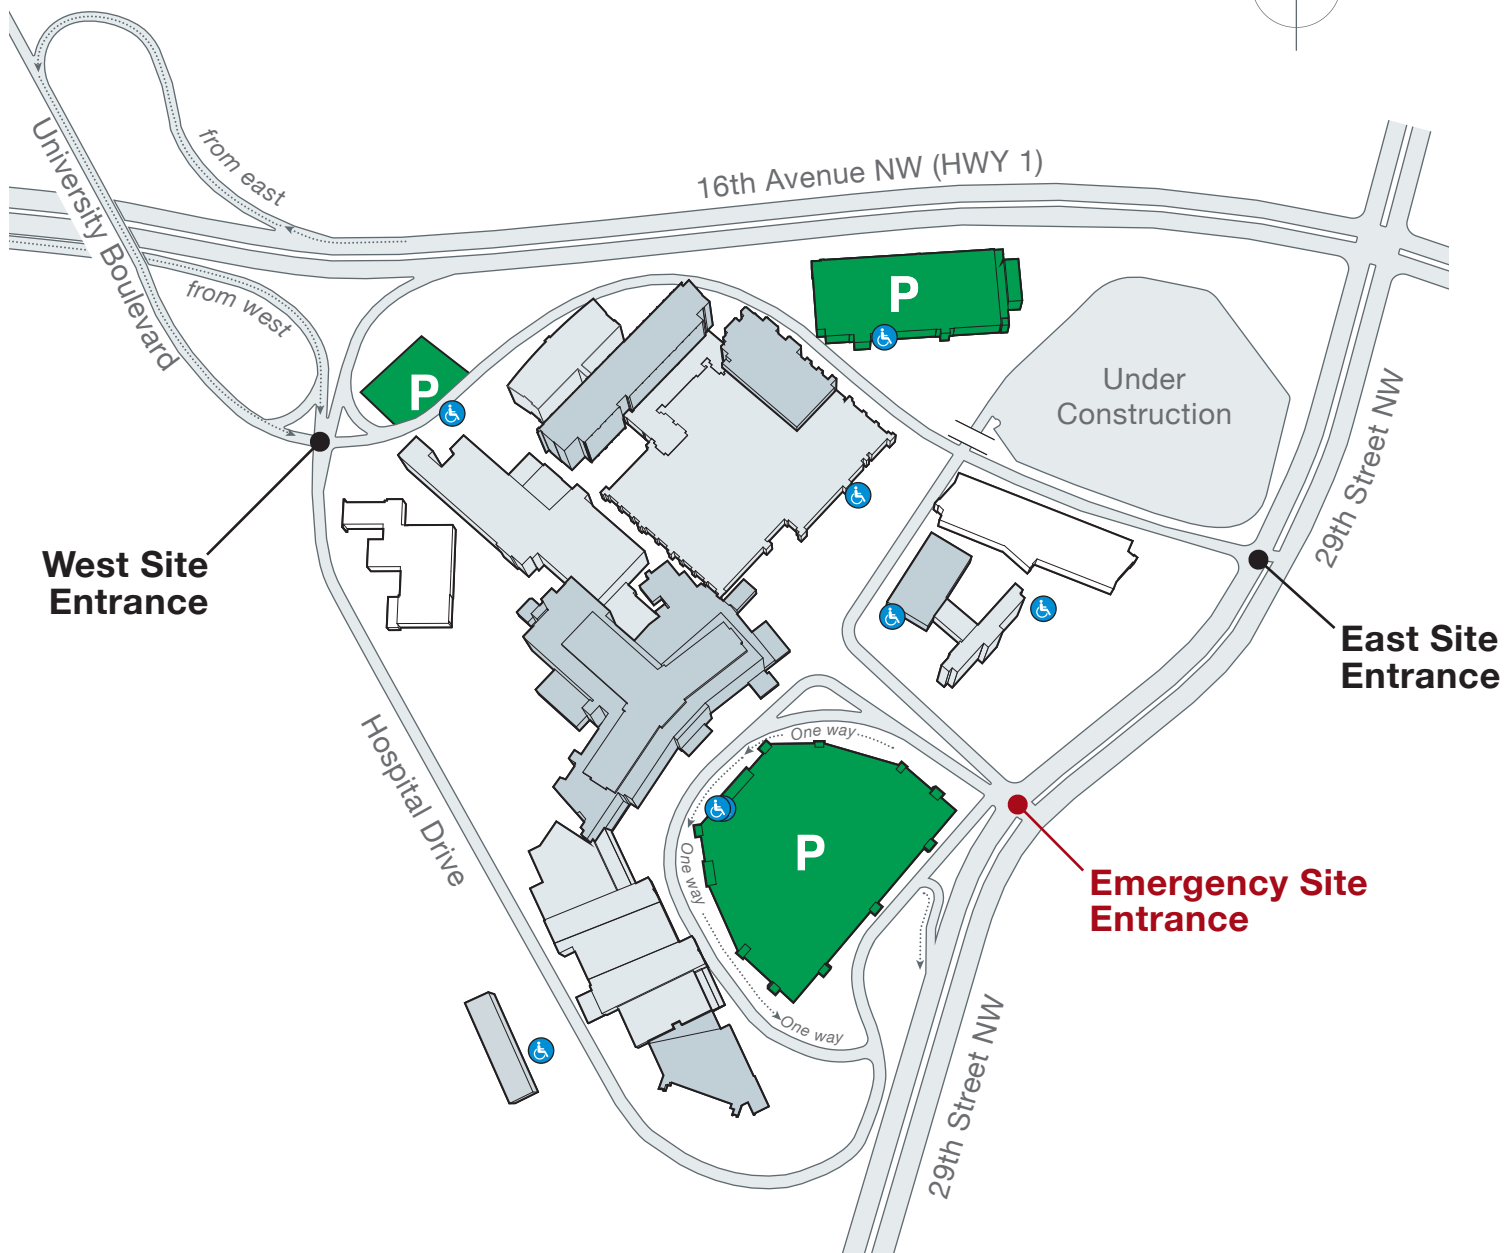 16th Avenue NW (HWY 1)
from east
University Boulevard
from west
P
P
Under
Construction
29th Street NW
West Site
Entrance
East Site
Entrance
Hospital Drive
One way
One way
P
Emergency Site
Entrance
One way
29th Street NW